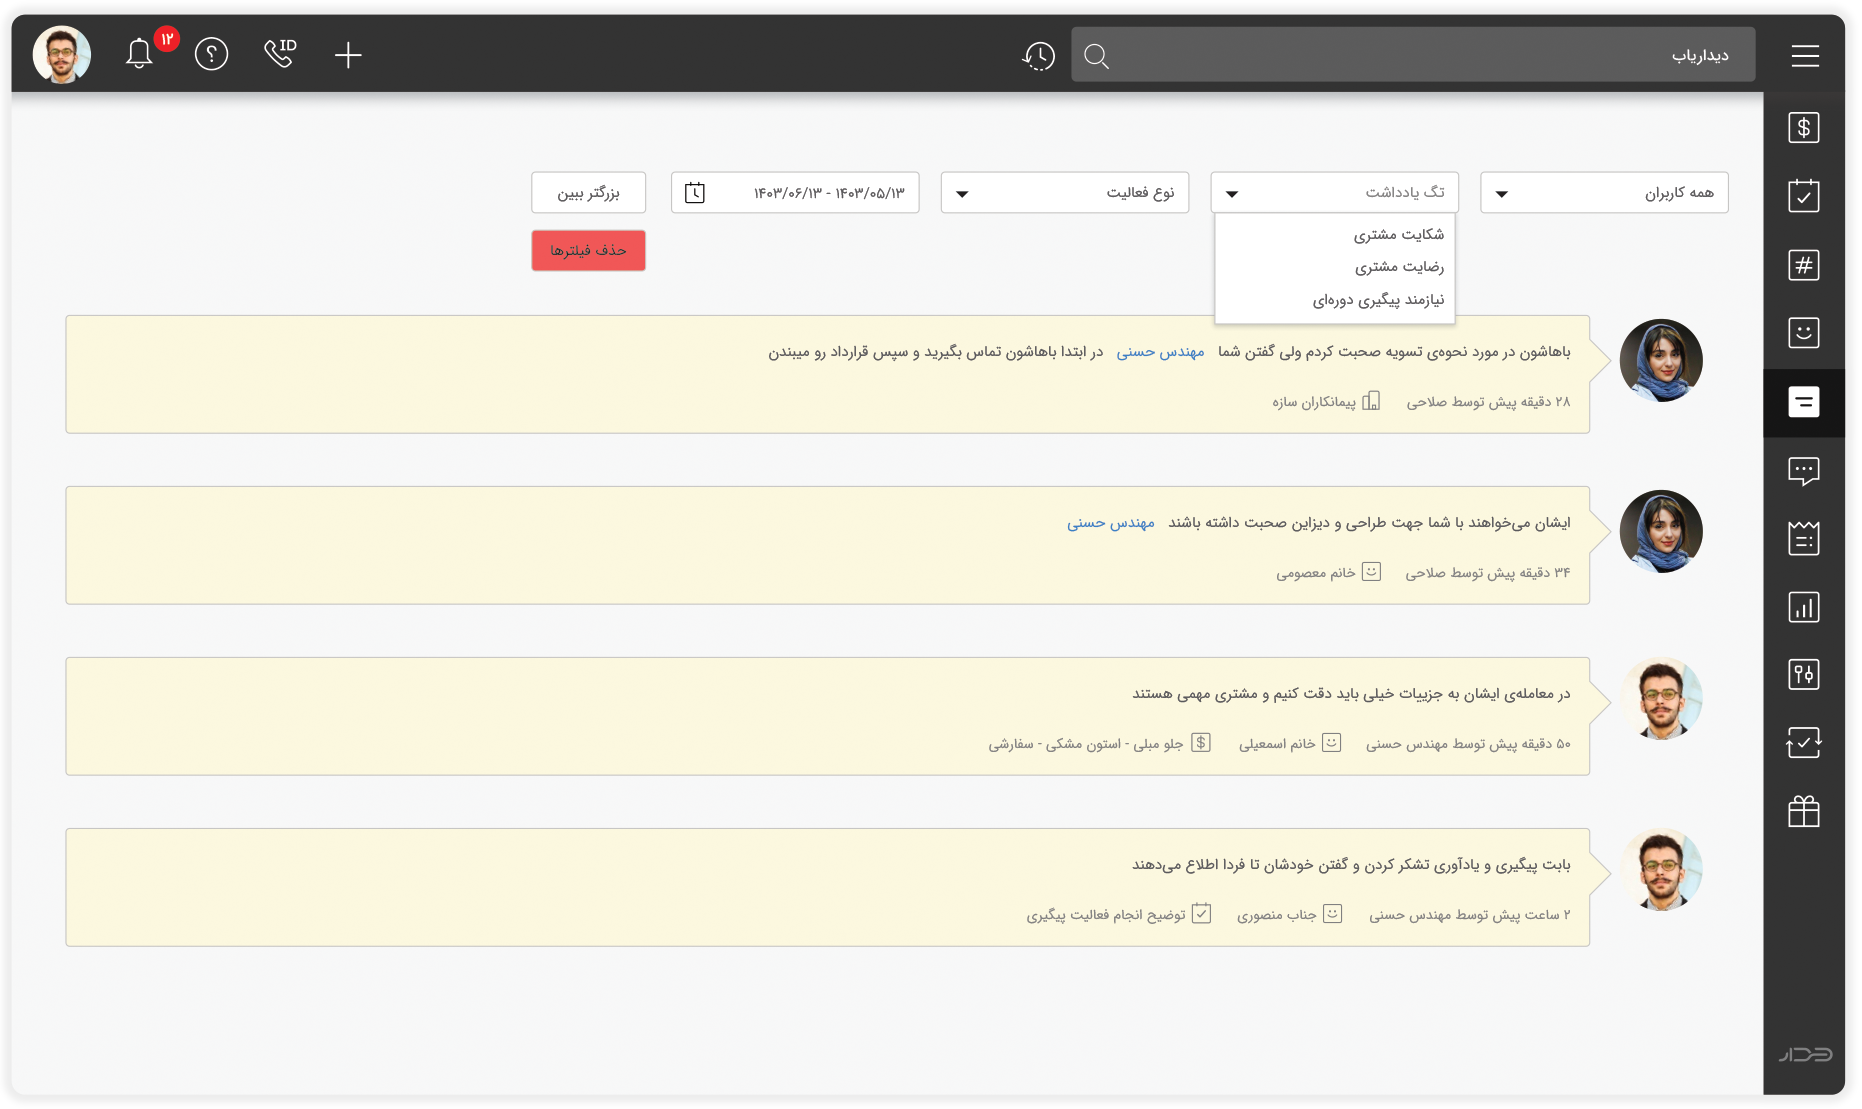 دیداریاب
ID
۱۲
همه کاربران
تگ یادداشت
نوع فعالیت
۱۴۰۳/۰۶/۱۳ - ۱۴۰۳/۰۵/۱۳
بزرگتر ببین
شکایت مشتری
رضایت مشتری
نیازمند پیگیری دوره‌ای
حذف فیلترها
باهاشون در مورد نحوه‌ی تسویه صحبت کردم ولی گفتن شما مهندس حسنی در ابتدا باهاشون تماس بگیرید و سپس قرارداد رو میبندن
۲۸ دقیقه پیش توسط صلاحی پیمانکاران سازه
ایشان می‌خواهند با شما جهت طراحی و دیزاین صحبت داشته باشند مهندس حسنی
۳۴ دقیقه پیش توسط صلاحی خانم معصومی
در معامله‌ی ایشان به جزییات خیلی باید دقت کنیم و مشتری مهمی هستند
۵۰ دقیقه پیش توسط مهندس حسنی خانم اسمعیلی جلو مبلی - استون مشکی - سفارشی
بابت پیگیری و یادآوری تشکر کردن و گفتن خودشان تا فردا اطلاع می‌دهند
۲ ساعت پیش توسط مهندس حسنی جناب منصوری توضیح انجام فعالیت پیگیری